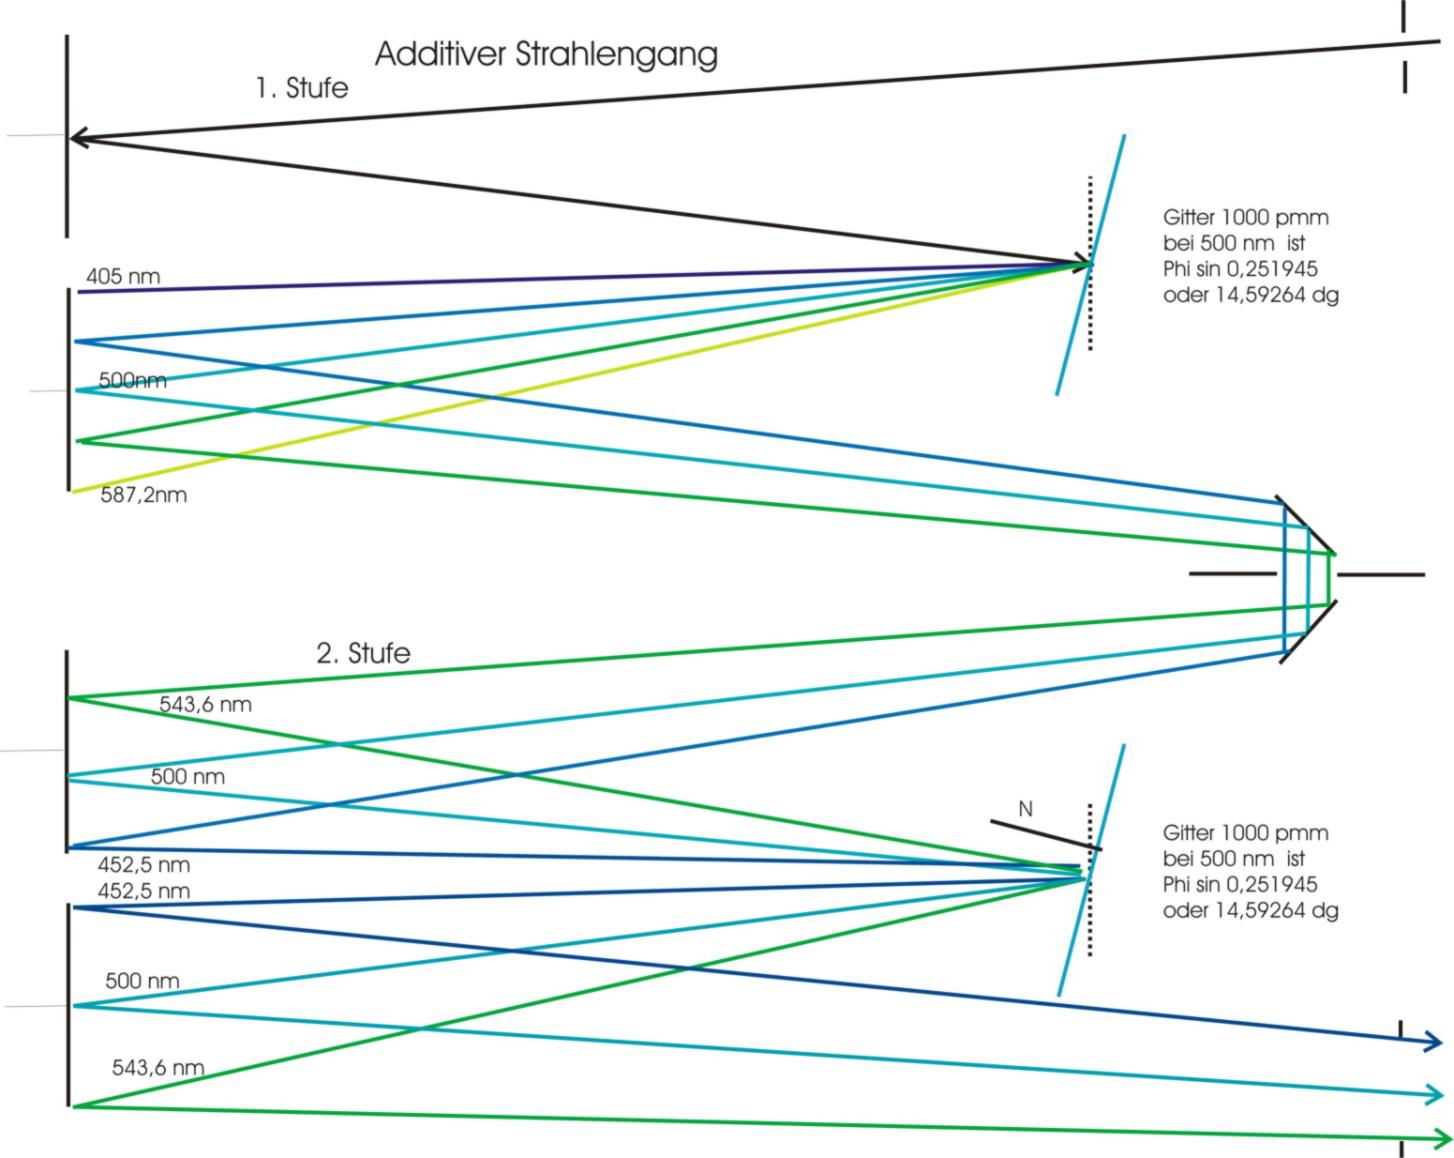 Additiver Strahlengang
1. Stufe
Gitter 1000 pmm
bei 500 nm ist
Phi sin 0,251945
oder 14,59264 dg
405 nm
500nm
587,2nm
2. Stufe
543,6 nm
500 nm
N
Gitter 1000 pmm
bei 500 nm ist
Phi sin 0,251945
oder 14,59264 dg
452,5 nm
452,5 nm
500 nm
543,6 nm